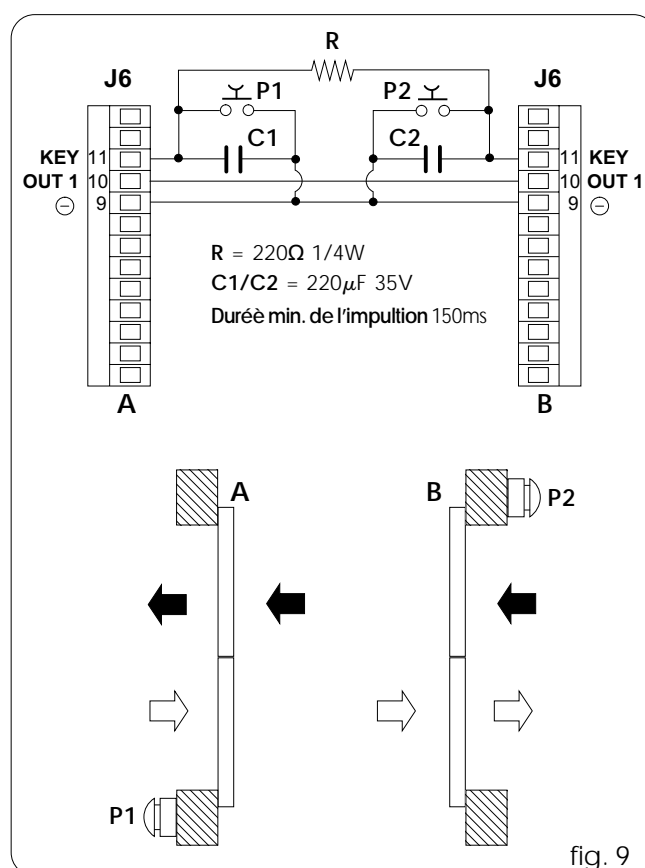 R
J6 P1 P2 J6
C1 C2
KEY 11 11 KEY
OUT 1 10 10 OUT 1
⊖ 9 9 ⊖
R = 220Ω 1/4W
C1/C2 = 220µF 35V
Duréè min. de l'impultion 150ms
A B
A B P2
P1
fig. 9